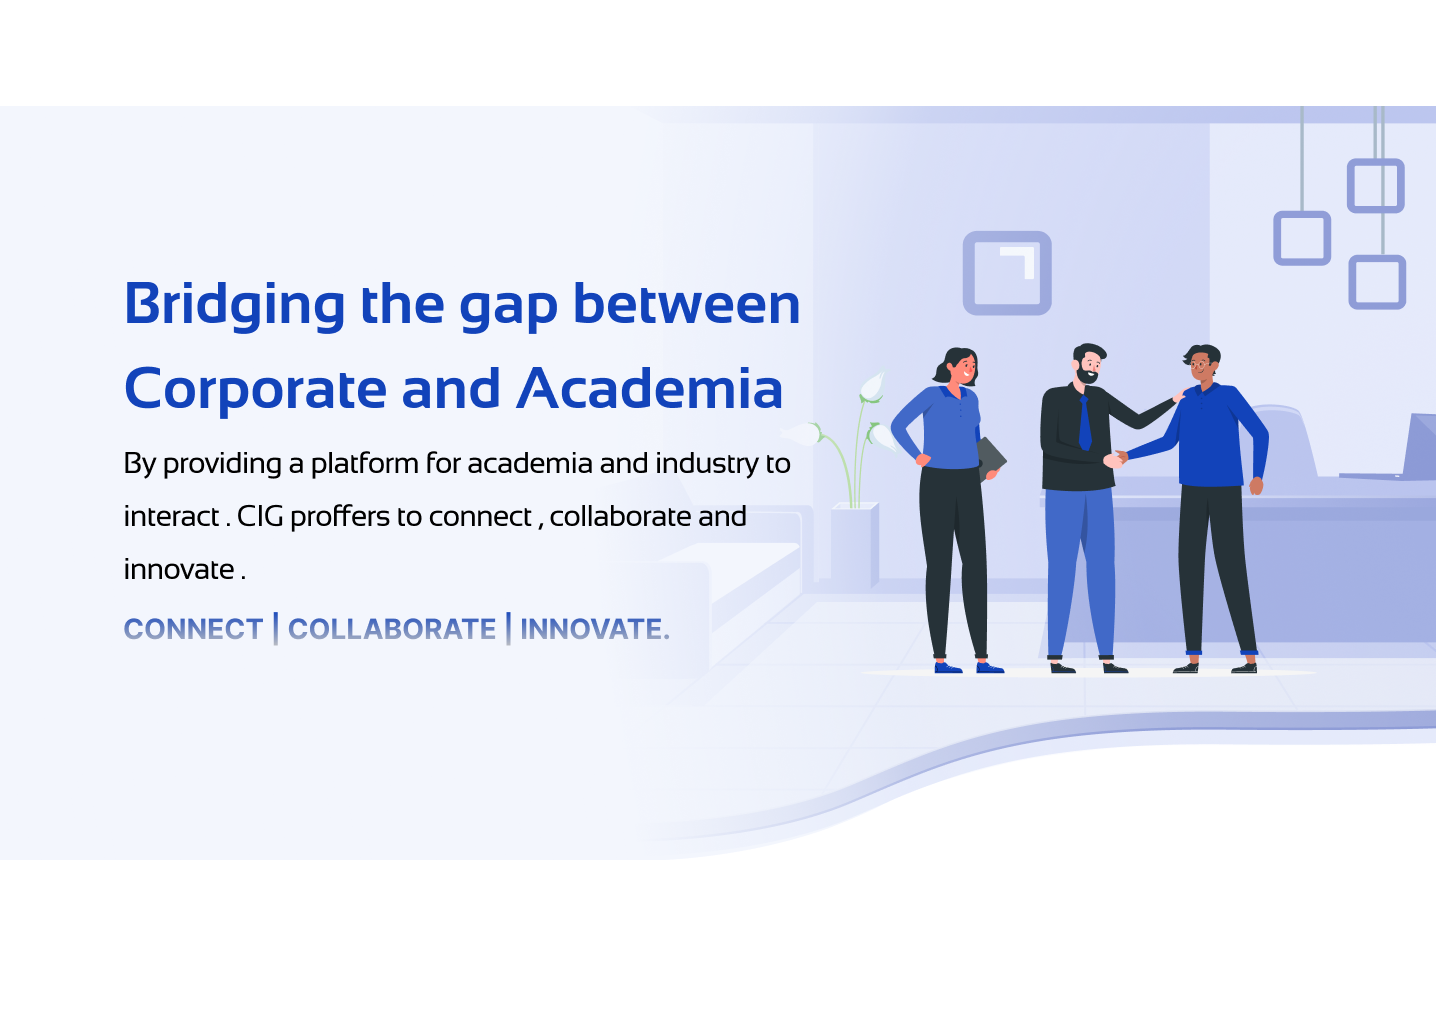 Bridging the gap between
Corporate and Academia
By providing a platform for academia and industry to
interact . CIG proffers to connect , collaborate and
innovate .
CONNECT | COLLABORATE | INNOVATE.